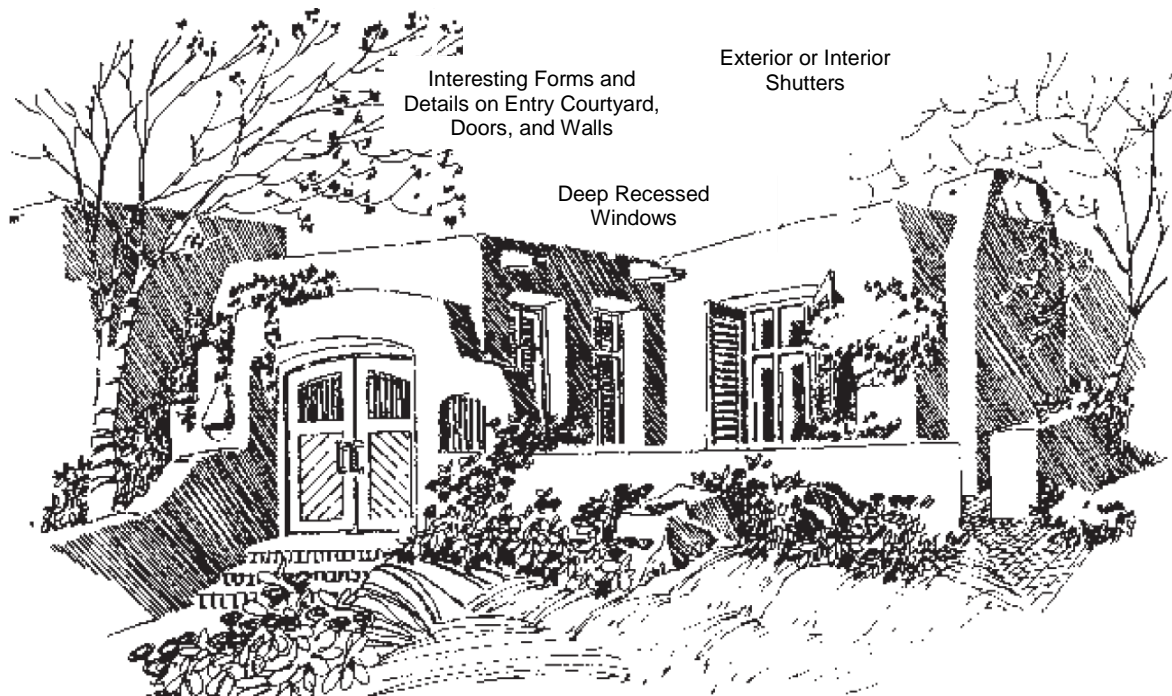 Interesting Forms and
Details on Entry Courtyard,
Doors, and Walls
Exterior or Interior
Shutters
Deep Recessed
Windows